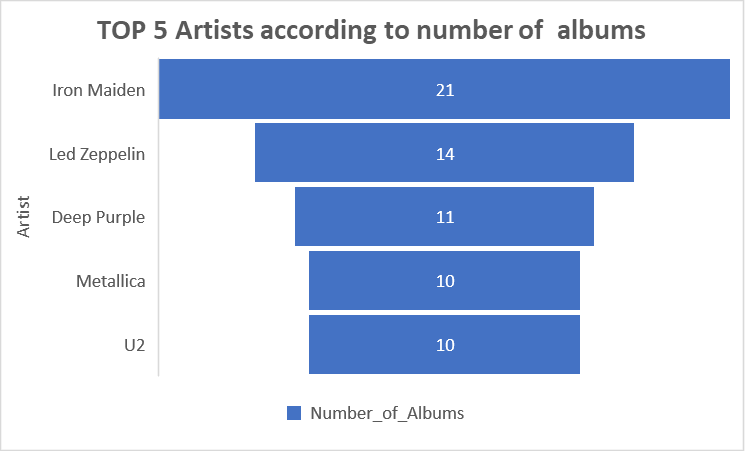 TOP 5 Artists according to number of  albums
Artist
Iron Maiden 21
Led Zeppelin 14
Deep Purple 11
Metallica 10
U2 10
Number_of_Albums